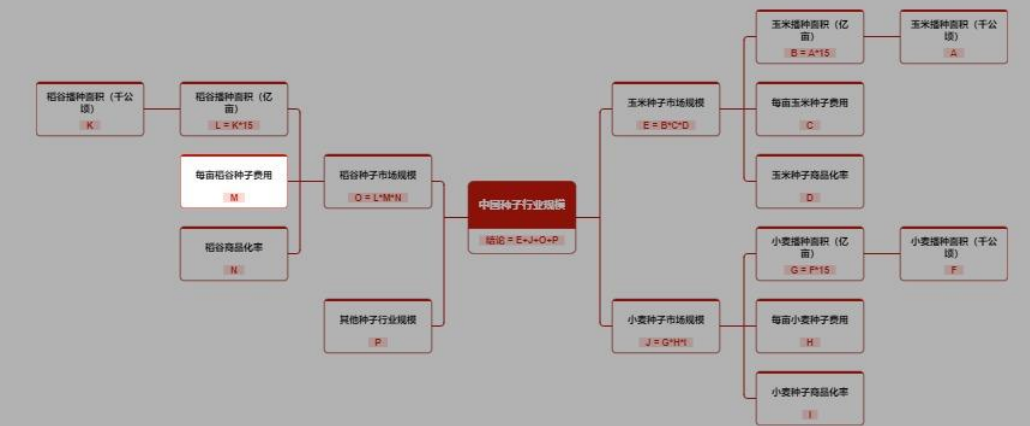 稻谷播种面积（千公
顷）
K
稻谷播种面积（亿
亩）
L = K*15
每亩稻谷种子费用
M
稻谷商品化率
N
稻谷种子市场规模
O = L*M*N
其他种子行业规模
P
中国种子行业规模
结论 = E+J+O+P
玉米种子市场规模
E = B*C*D
玉米播种面积（亿
亩）
B = A*15
玉米播种面积（千公
顷）
A
每亩玉米种子费用
C
玉米种子商品化率
D
小麦种子市场规模
J = G*H*I
小麦播种面积（亿
亩）
G = F*15
小麦播种面积（千公
顷）
F
每亩小麦种子费用
H
小麦种子商品化率
I